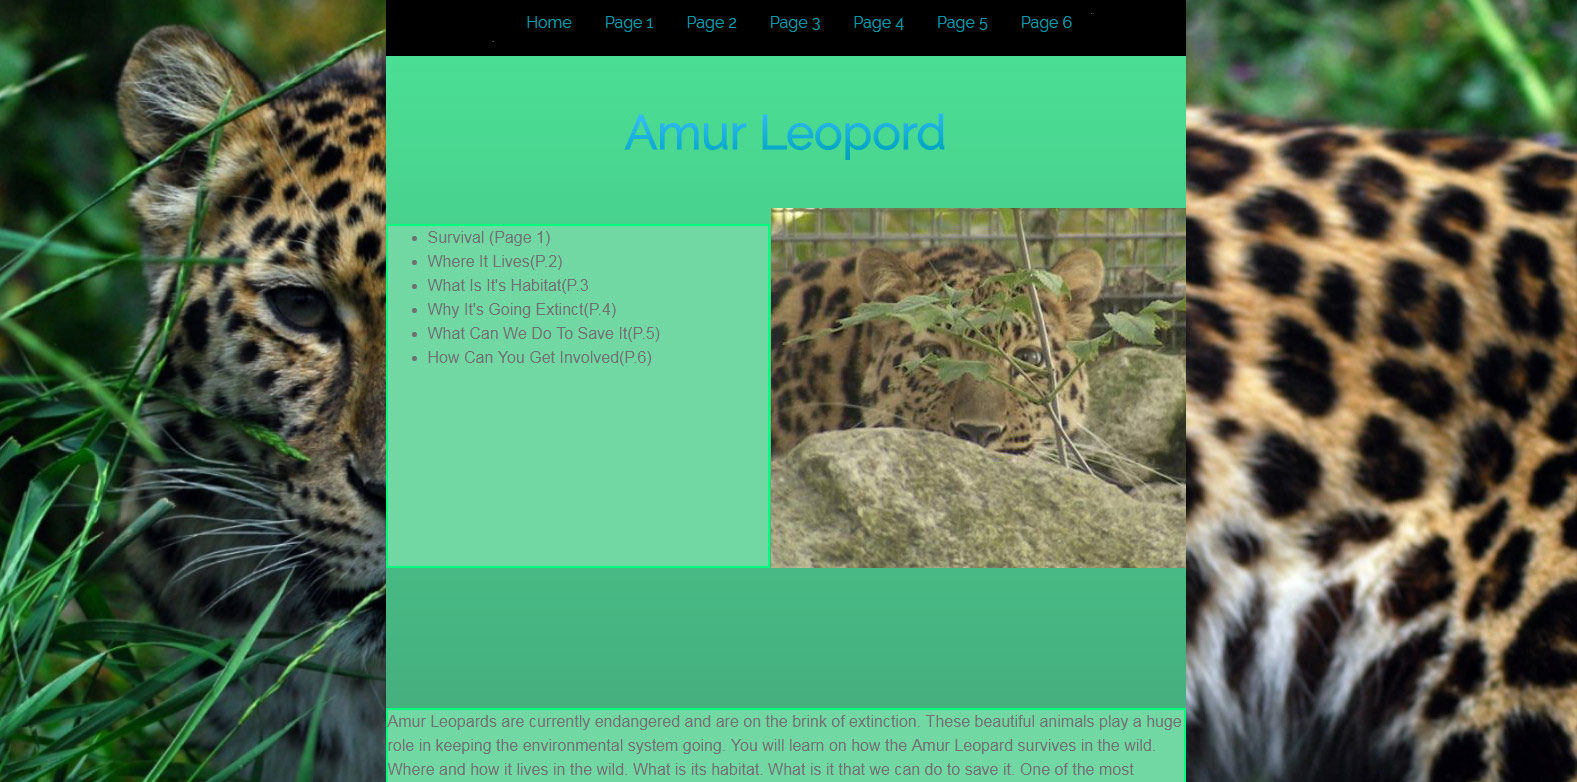 Home Page 1 Page 2 Page 3 Page 4 Page 5 Page 6
Amur Leopord
Survival (Page 1)
Where It Lives(P.2)
What Is It's Habitat(P.3
Why It's Going Extinct(P.4)
What Can We Do To Save It(P.5)
How Can You Get Involved(P.6)
Amur Leopards are currently endangered and are on the brink of extinction. These beautiful animals play a huge
role in keeping the environmental system going. You will learn on how the Amur Leopard survives in the wild.
Where and how it lives in the wild. What is its habitat. What is it that we can do to save it. One of the most